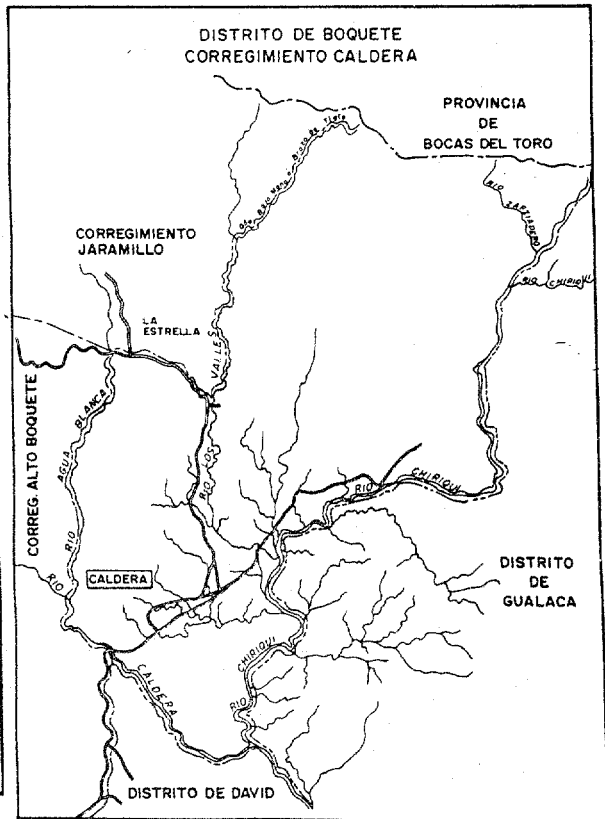 DISTRITO DE BOQUETE
CORREGIMIENTO CALDERA
PROVINCIA
DE
BOCAS DEL TORO
RIO
CORREGIMIENTO
JARAMILLO
RIO CHIRIQUI
LA
ESTRELLA
RIO LOS VALLES
CORREG. ALTO BOQUETE
RIO AGUA BLANCA
RIO CHIRIQUI
DISTRITO
DE
GUALACA
CALDERA
RIO CALDERA
RIO CHIRIQUI
DISTRITO DE DAVID